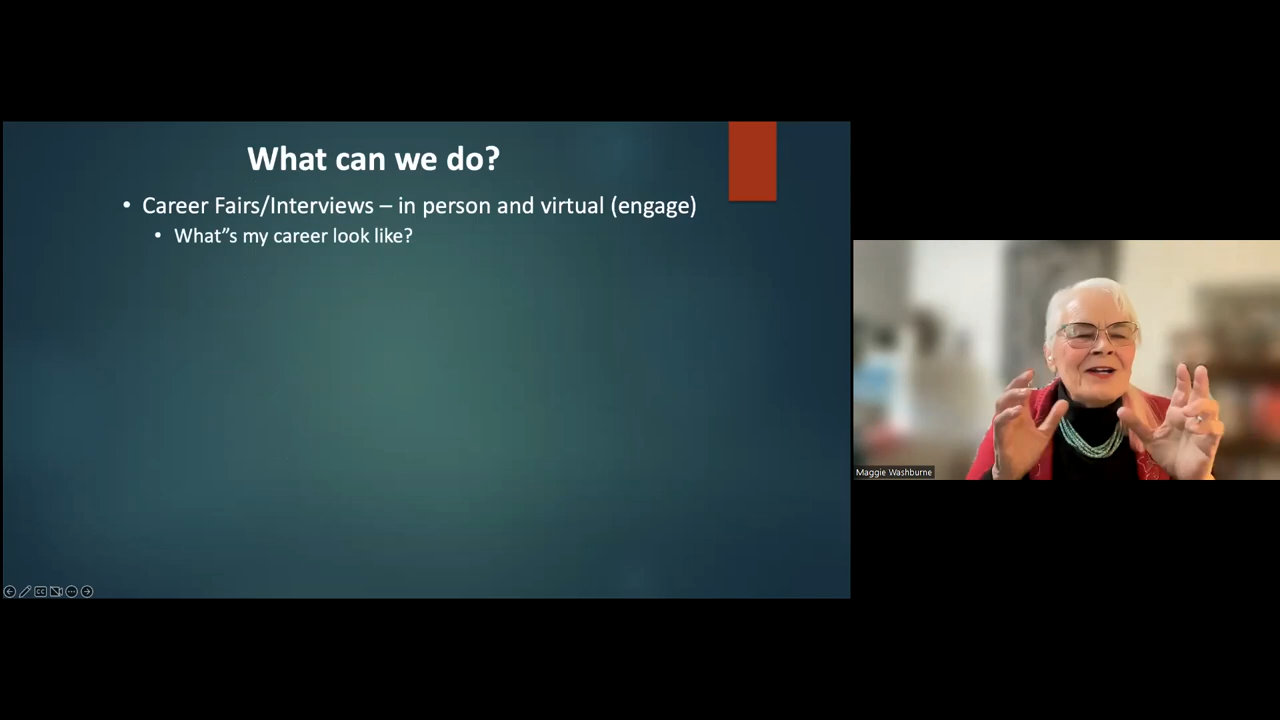 What can we do?
• Career Fairs/Interviews – in person and virtual (engage)
• What”s my career look like?
Maggie Washburne